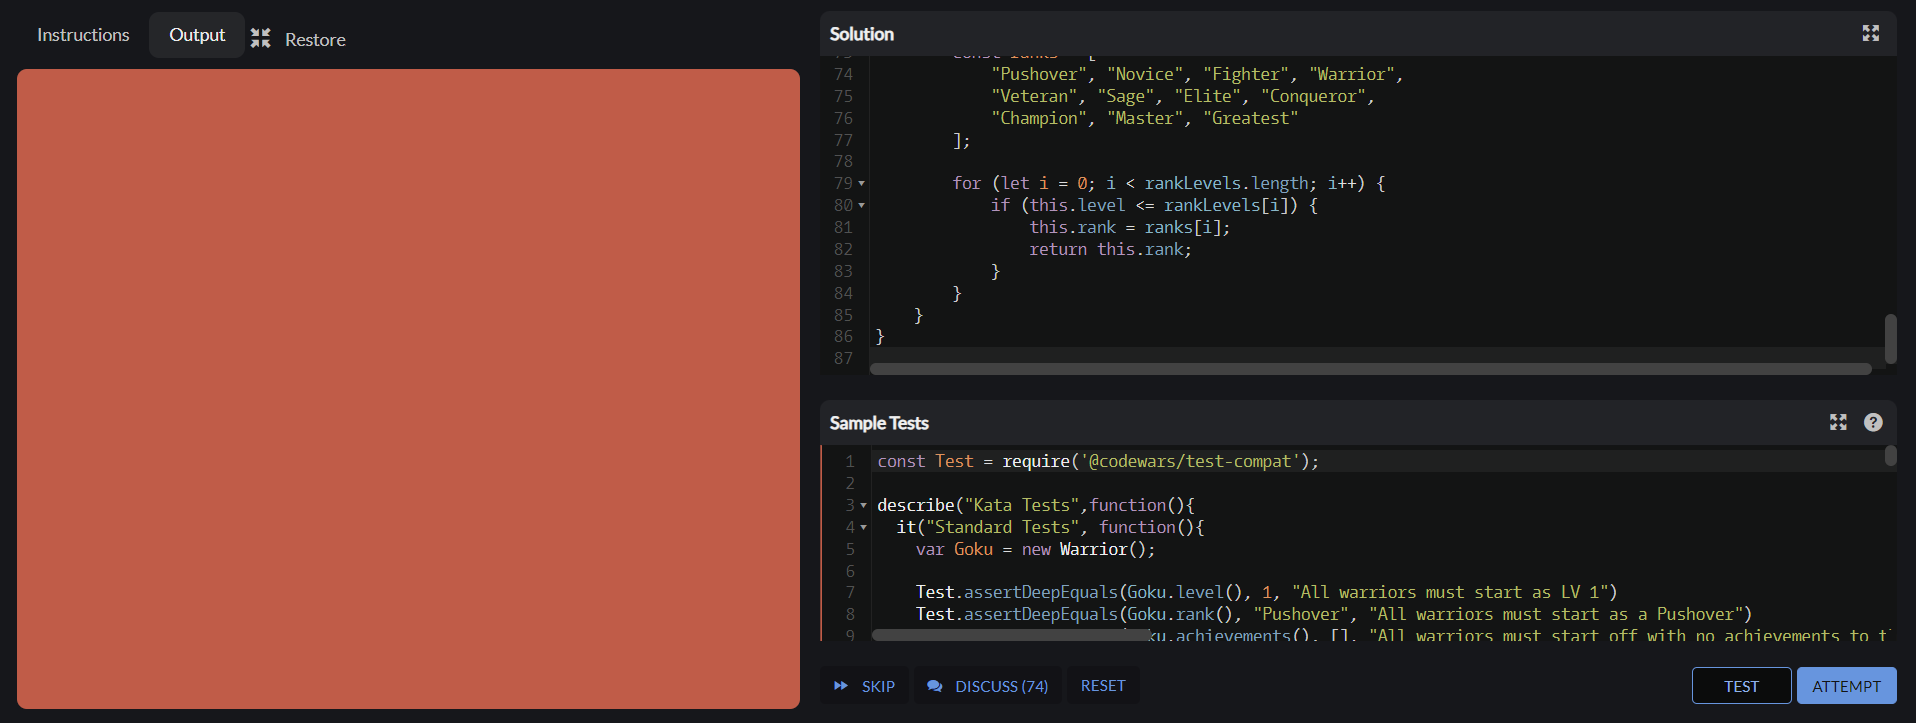 Instructions
Output
Restore
Solution
73 const ranks = [
74 "Pushover", "Novice", "Fighter", "Warrior",
75 "Veteran", "Sage", "Elite", "Conqueror",
76 "Champion", "Master", "Greatest"
77 ];
78
79 for (let i = 0; i < rankLevels.length; i++) {
80 if (this.level <= rankLevels[i]) {
81 this.rank = ranks[i];
82 return this.rank;
83 }
84 }
85 }
86 }
87
Sample Tests
1 const Test = require('@codewars/test-compat');
2
3 describe("Kata Tests",function(){
4 it("Standard Tests", function(){
5 var Goku = new Warrior();
6
7 Test.assertDeepEquals(Goku.level(), 1, "All warriors must start as LV 1")
8 Test.assertDeepEquals(Goku.rank(), "Pushover", "All warriors must start as a Pushover")
9 ku.achievements(), [], "All warriors must start off with no achievements to
SKIP
DISCUSS (74)
RESET
TEST
ATTEMPT